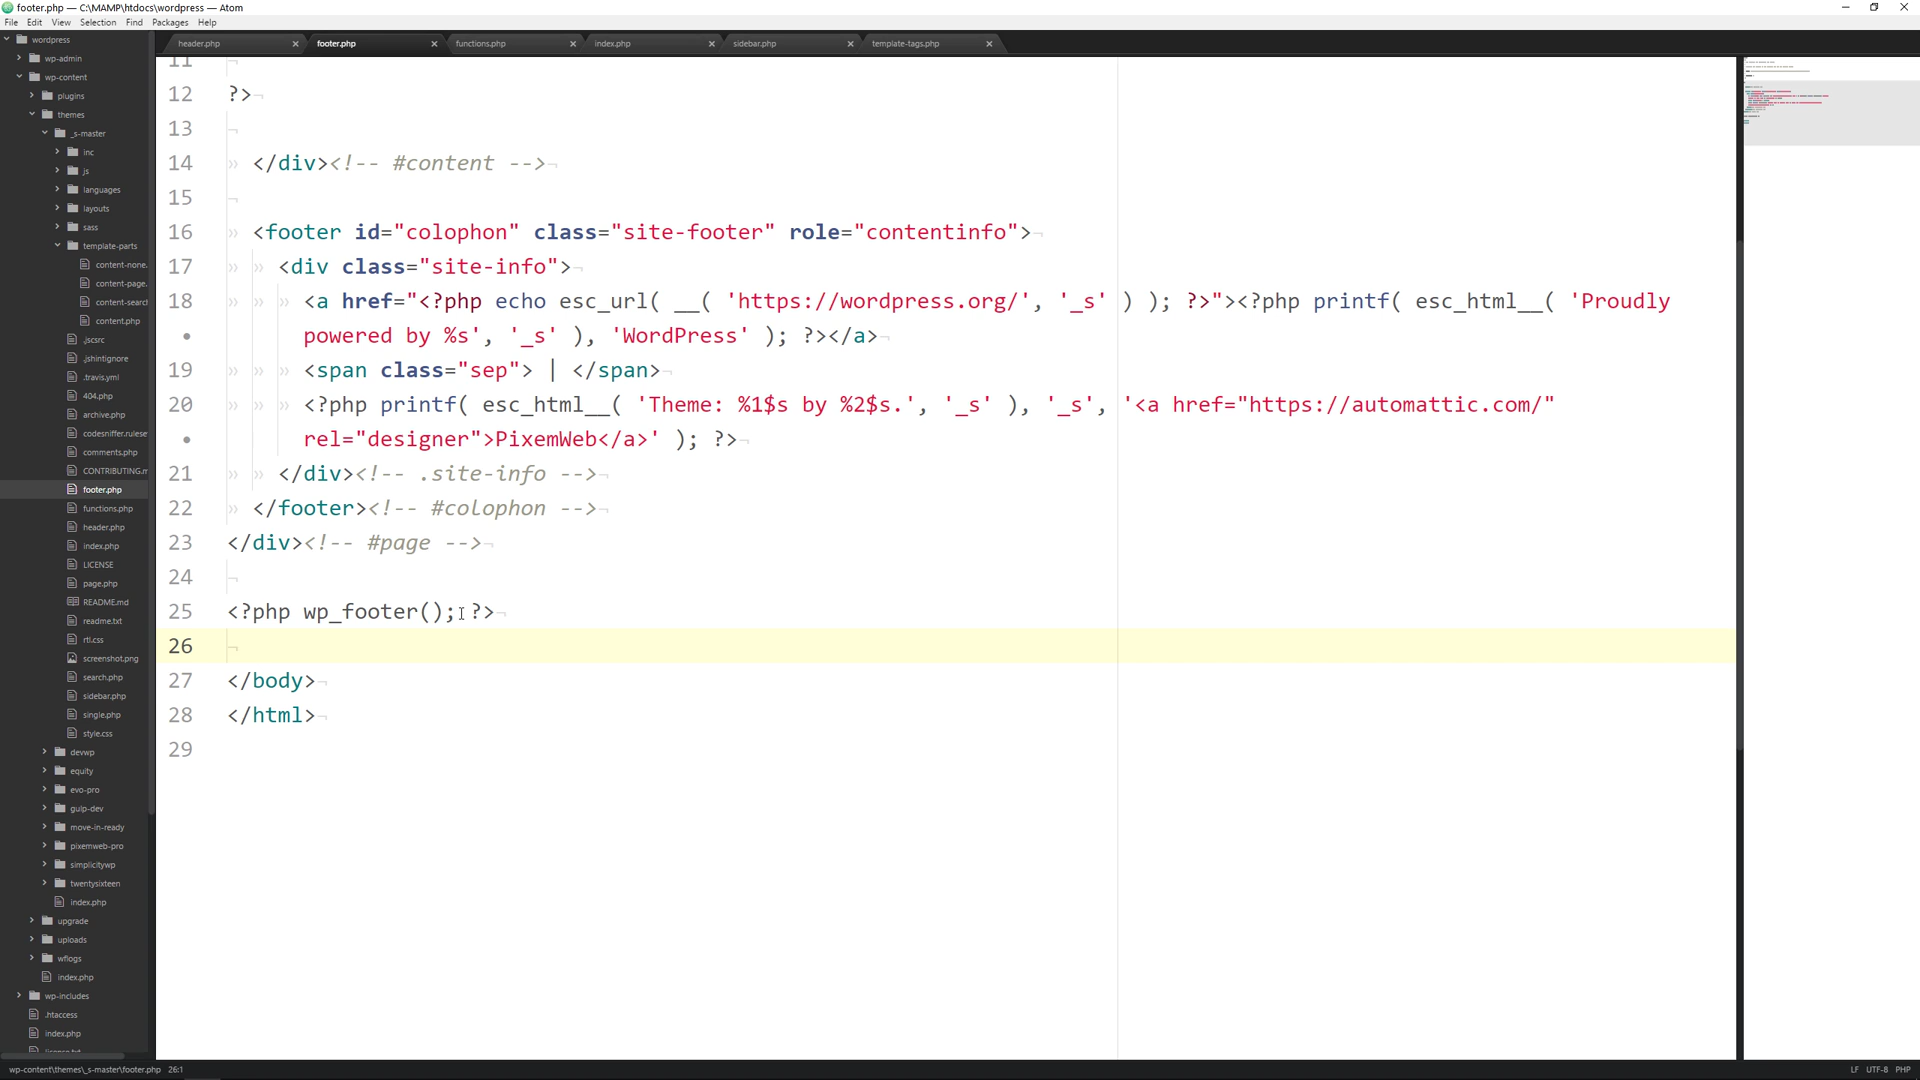 footer.php — C:\MAMP\htdocs\wordpress — Atom
File Edit View Selection Find Packages Help
wordpress
wp-admin
wp-content
plugins
themes
_s-master
inc
js
languages
layouts
sass
template-parts
content-none.
content-page.
content-search
content.php
.jscsrc
.jshintignore
.travis.yml
404.php
archive.php
codesniffer.rulese
comments.php
CONTRIBUTING.m
footer.php
functions.php
header.php
index.php
LICENSE
page.php
README.md
readme.txt
rtl.css
screenshot.png
search.php
sidebar.php
single.php
style.css
devwp
equity
evo-pro
gulp-dev
move-in-ready
pixemweb-pro
simplicitywp
twentysixteen
index.php
upgrade
uploads
wflogs
index.php
wp-includes
.htaccess
index.php
license.txt
header.php footer.php functions.php index.php sidebar.php template-tags.php
11
12 ?>
13
14 </div><!-- #content -->
15
16 <footer id="colophon" class="site-footer" role="contentinfo">
17 <div class="site-info">
18 <a href="<?php echo esc_url( __( 'https://wordpress.org/', '_s' ) ); ?>"><?php printf( esc_html__( 'Proudly
powered by %s', '_s' ), 'WordPress' ); ?></a>
19 <span class="sep"> | </span>
20 <?php printf( esc_html__( 'Theme: %1$s by %2$s.', '_s' ), '_s', '<a href="https://automattic.com/"
rel="designer">PixemWeb</a>' ); ?>
21 </div><!-- .site-info -->
22 </footer><!-- #colophon -->
23 </div><!-- #page -->
24
25 <?php wp_footer(); ?>
26
27 </body>
28 </html>
29
wp-content\themes\_s-master\footer.php 26:1
LF UTF-8 PHP